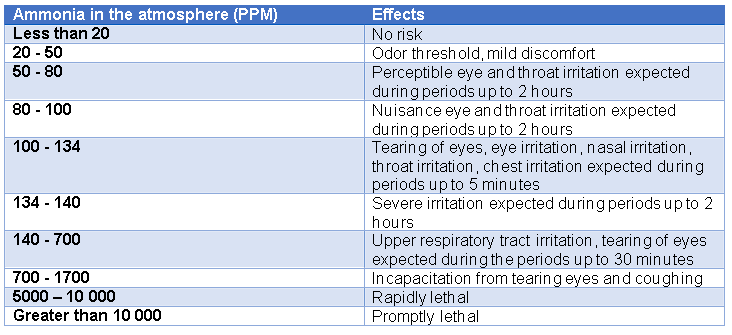 Ammonia in the atmosphere (PPM) Effects
Less than 20 No risk
20 - 50 Odor threshold, mild discomfort
50 - 80 Perceptible eye and throat irritation expected
during periods up to 2 hours
80 - 100 Nuisance eye and throat irritation expected
during periods up to 2 hours
100 - 134 Tearing of eyes, eye irritation, nasal irritation,
throat irritation, chest irritation expected during
periods up to 5 minutes
134 - 140 Severe irritation expected during periods up to 2
hours
140 - 700 Upper respiratory tract irritation, tearing of eyes
expected during the periods up to 30 minutes
700 - 1700 Incapacitation from tearing eyes and coughing
5000 – 10 000 Rapidly lethal
Greater than 10 000 Promptly lethal